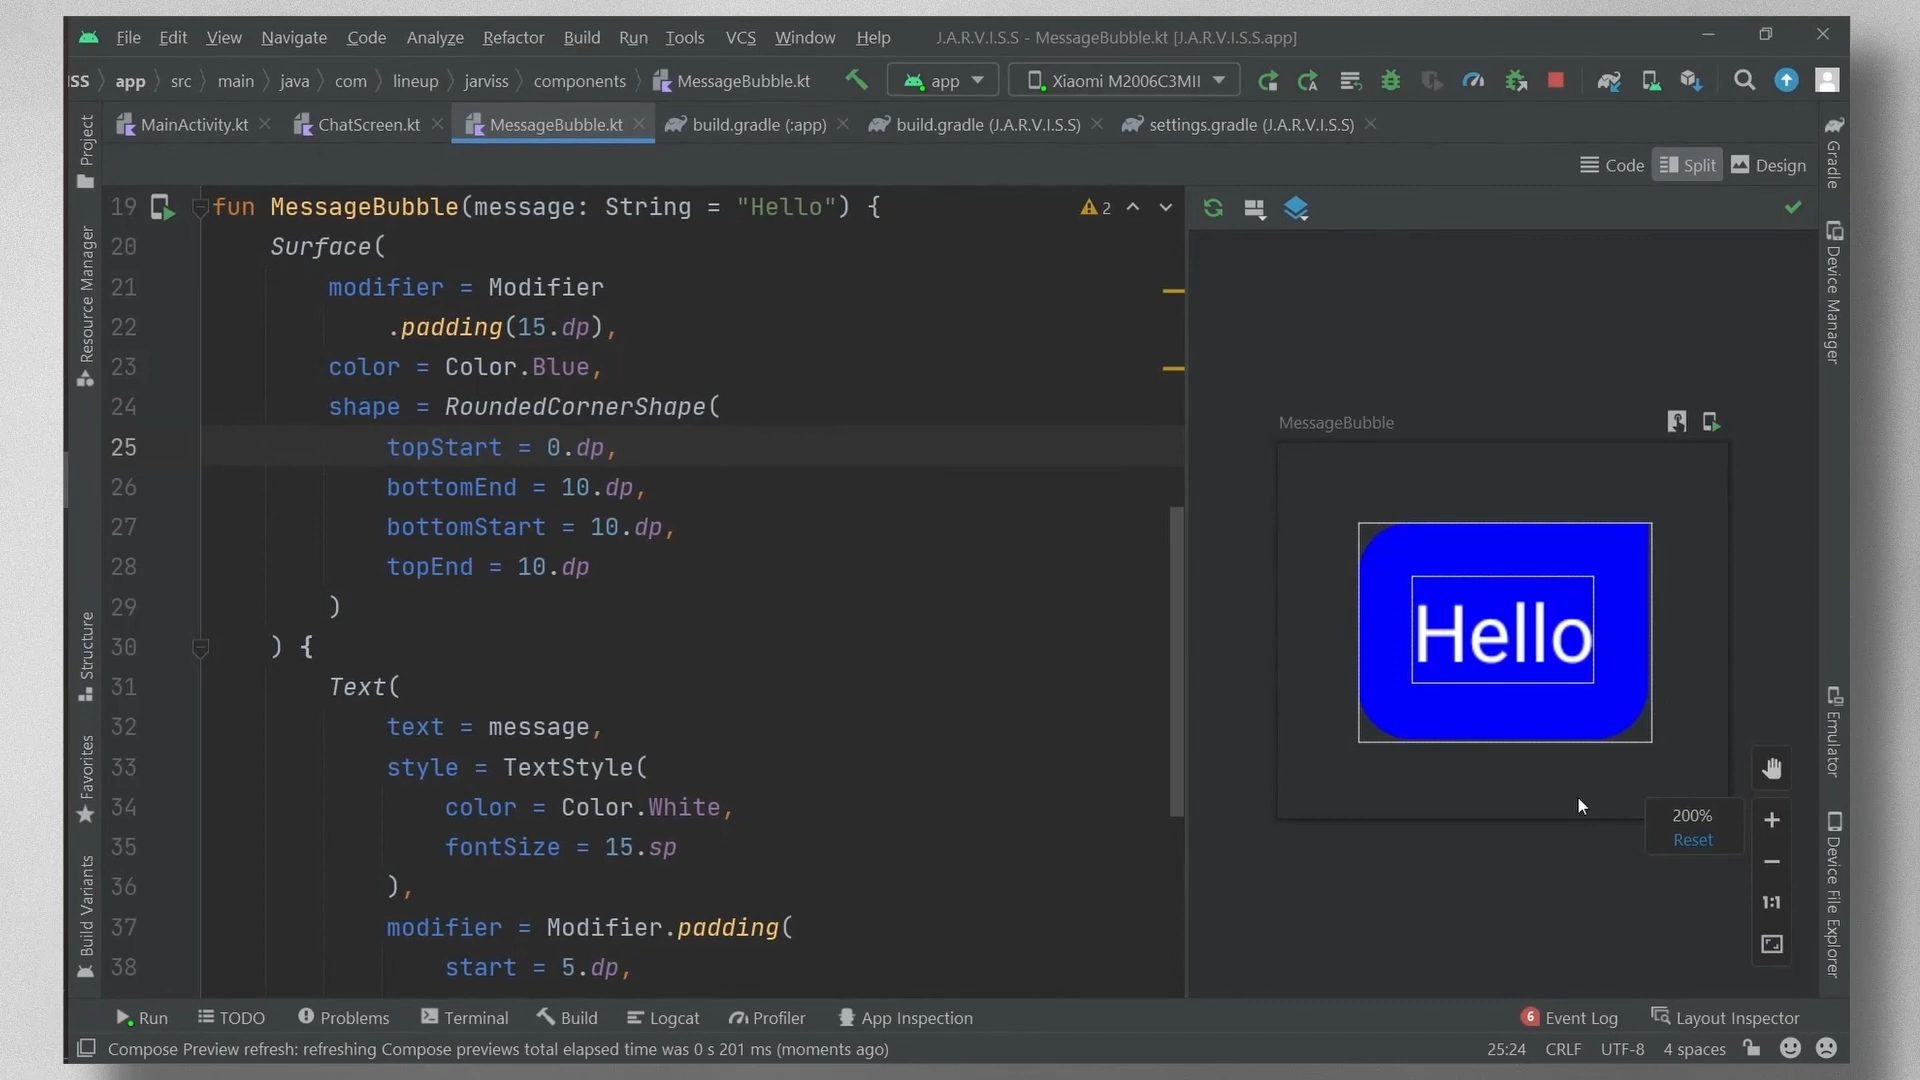 File Edit View Navigate Code Analyze Refactor Build Run Tools VCS Window Help J.A.R.V.I.S.S - MessageBubble.kt [J.A.R.V.I.S.S.app]
ISS app src main java com lineup jarviss components MessageBubble.kt app Xiaomi M2006C3MII
MainActivity.kt ChatScreen.kt MessageBubble.kt build.gradle (:app) build.gradle (J.A.R.V.I.S.S) settings.gradle (J.A.R.V.I.S.S)
Code Split Design
Project
Resource Manager
Structure
Favorites
Build Variants
19 fun MessageBubble(message: String = "Hello") {
2
20 Surface(
21 modifier = Modifier
22 .padding(15.dp),
23 color = Color.Blue,
24 shape = RoundedCornerShape(
25 topStart = 0.dp,
26 bottomEnd = 10.dp,
27 bottomStart = 10.dp,
28 topEnd = 10.dp
29 )
30 ) {
31 Text(
32 text = message,
33 style = TextStyle(
34 color = Color.White,
35 fontSize = 15.sp
36 ),
37 modifier = Modifier.padding(
38 start = 5.dp,
MessageBubble
Hello
200%
Reset
1:1
Gradle
Device Manager
Emulator
Device File Explorer
Run TODO Problems Terminal Build Logcat Profiler App Inspection 6 Event Log Layout Inspector
Compose Preview refresh: refreshing Compose previews total elapsed time was 0 s 201 ms (moments ago) 25:24 CRLF UTF-8 4 spaces